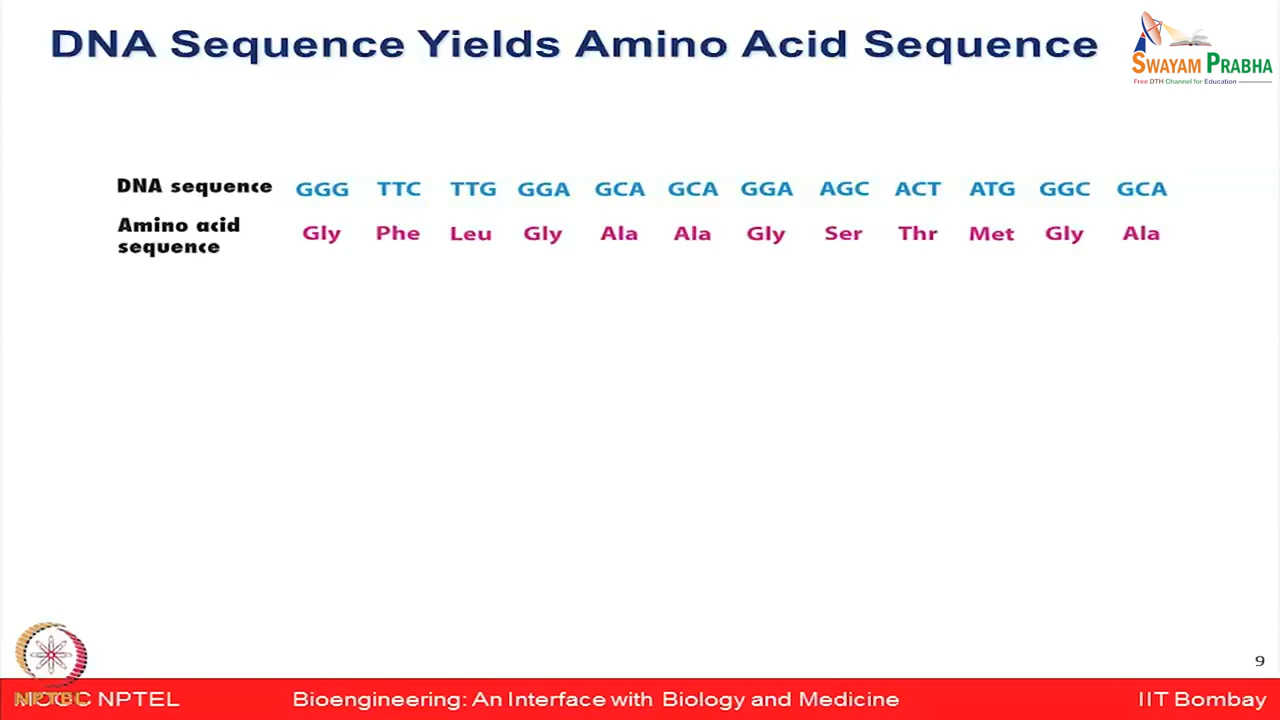 DNA Sequence Yields Amino Acid Sequence
SWAYAM PRABHA
Free DTH Channel for Education
DNA sequence GGG TTC TTG GGA GCA GCA GGA AGC ACT ATG GGC GCA
Amino acid
sequence Gly Phe Leu Gly Ala Ala Gly Ser Thr Met Gly Ala
9
NPTEL Bioengineering: An Interface with Biology and Medicine IIT Bombay